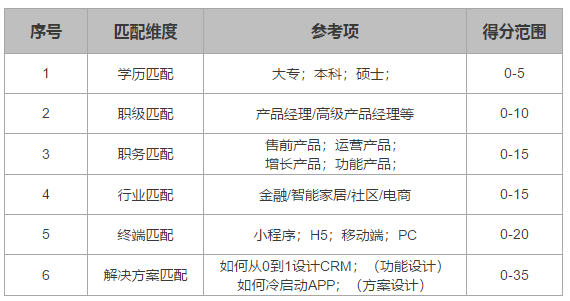 序号 匹配维度 参考项 得分范围
1 学历匹配 大专；本科；硕士； 0-5
2 职级匹配 产品经理/高级产品经理等 0-10
3 职务匹配 售前产品；运营产品；
增长产品；功能产品； 0-15
4 行业匹配 金融/智能家居/社区/电商 0-15
5 终端匹配 小程序；H5；移动端；PC 0-20
6 解决方案匹配 如何从0到1设计CRM；（功能设计）
如何冷启动APP；（方案设计） 0-35